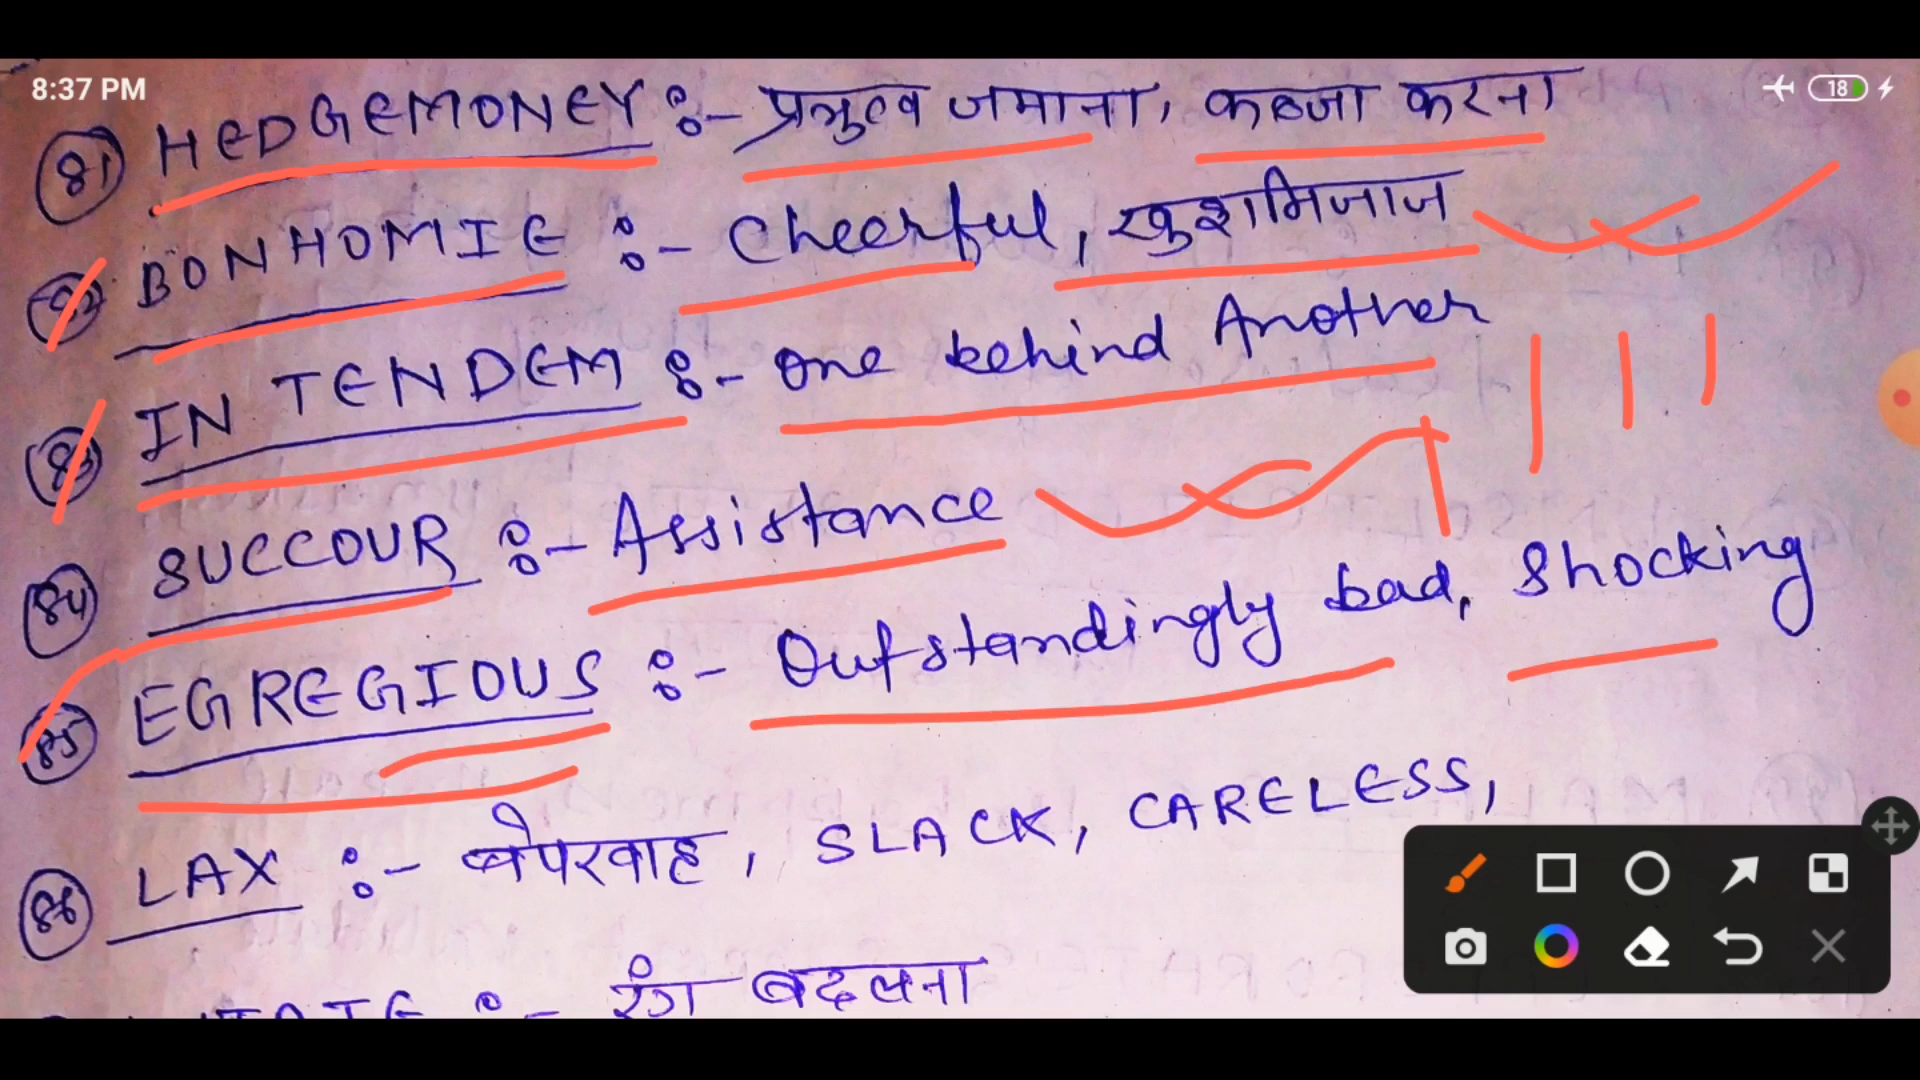 8:37 PM
18
81 HEDGEMONEY :- प्रभुत्व जमाना, कब्जा करना
82 BONHOMIE :- Cheerful, खुशमिजाज
83 IN TENDEM :- One behind Another
84 SUCCOUR :- Assistance
85 EGREGIOUS :- Outstandingly bad, Shocking
86 LAX :- बेपरवाह, SLACK, CARELESS,
:- रंग बदलना